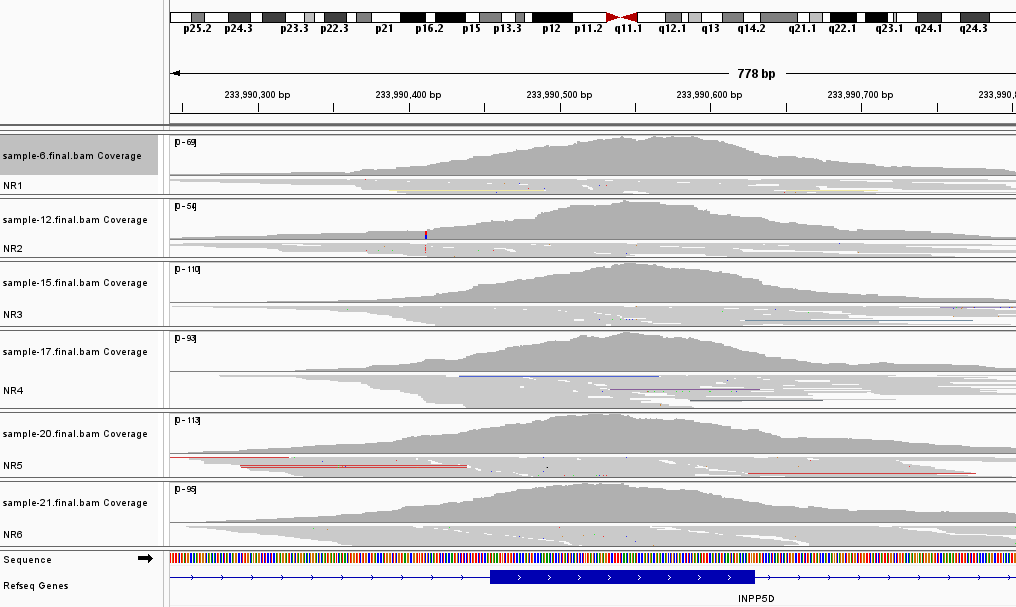 p25.2 p24.3 p23.3 p22.3 p21 p16.2 p15 p13.3 p12 p11.2 q11.1 q12.1 q13 q14.2 q21.1 q22.1 q23.1 q24.1 q24.3
778 bp
233,990,300 bp 233,990,400 bp 233,990,500 bp 233,990,600 bp 233,990,700 bp 233,990,8
[0 - 69]
sample-6.final.bam Coverage
NR1
[0 - 54]
sample-12.final.bam Coverage
NR2
[0 - 110]
sample-15.final.bam Coverage
NR3
[0 - 93]
sample-17.final.bam Coverage
NR4
[0 - 113]
sample-20.final.bam Coverage
NR5
[0 - 95]
sample-21.final.bam Coverage
NR6
Sequence
Refseq Genes
INPP5D